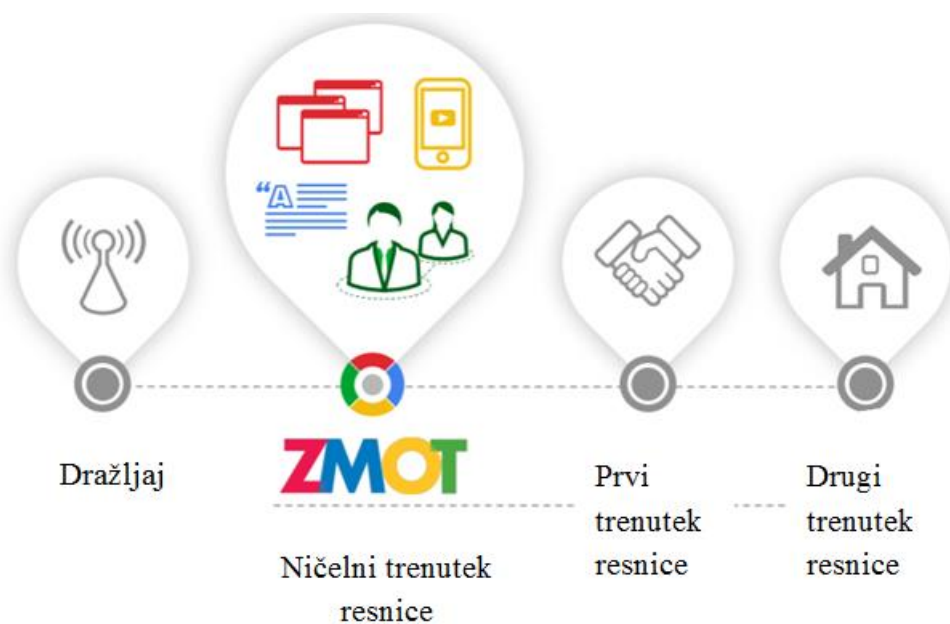 “A
Dražljaj
ZMOT
Ničelni trenutek
resnice
Prvi
trenutek
resnice
Drugi
trenutek
resnice